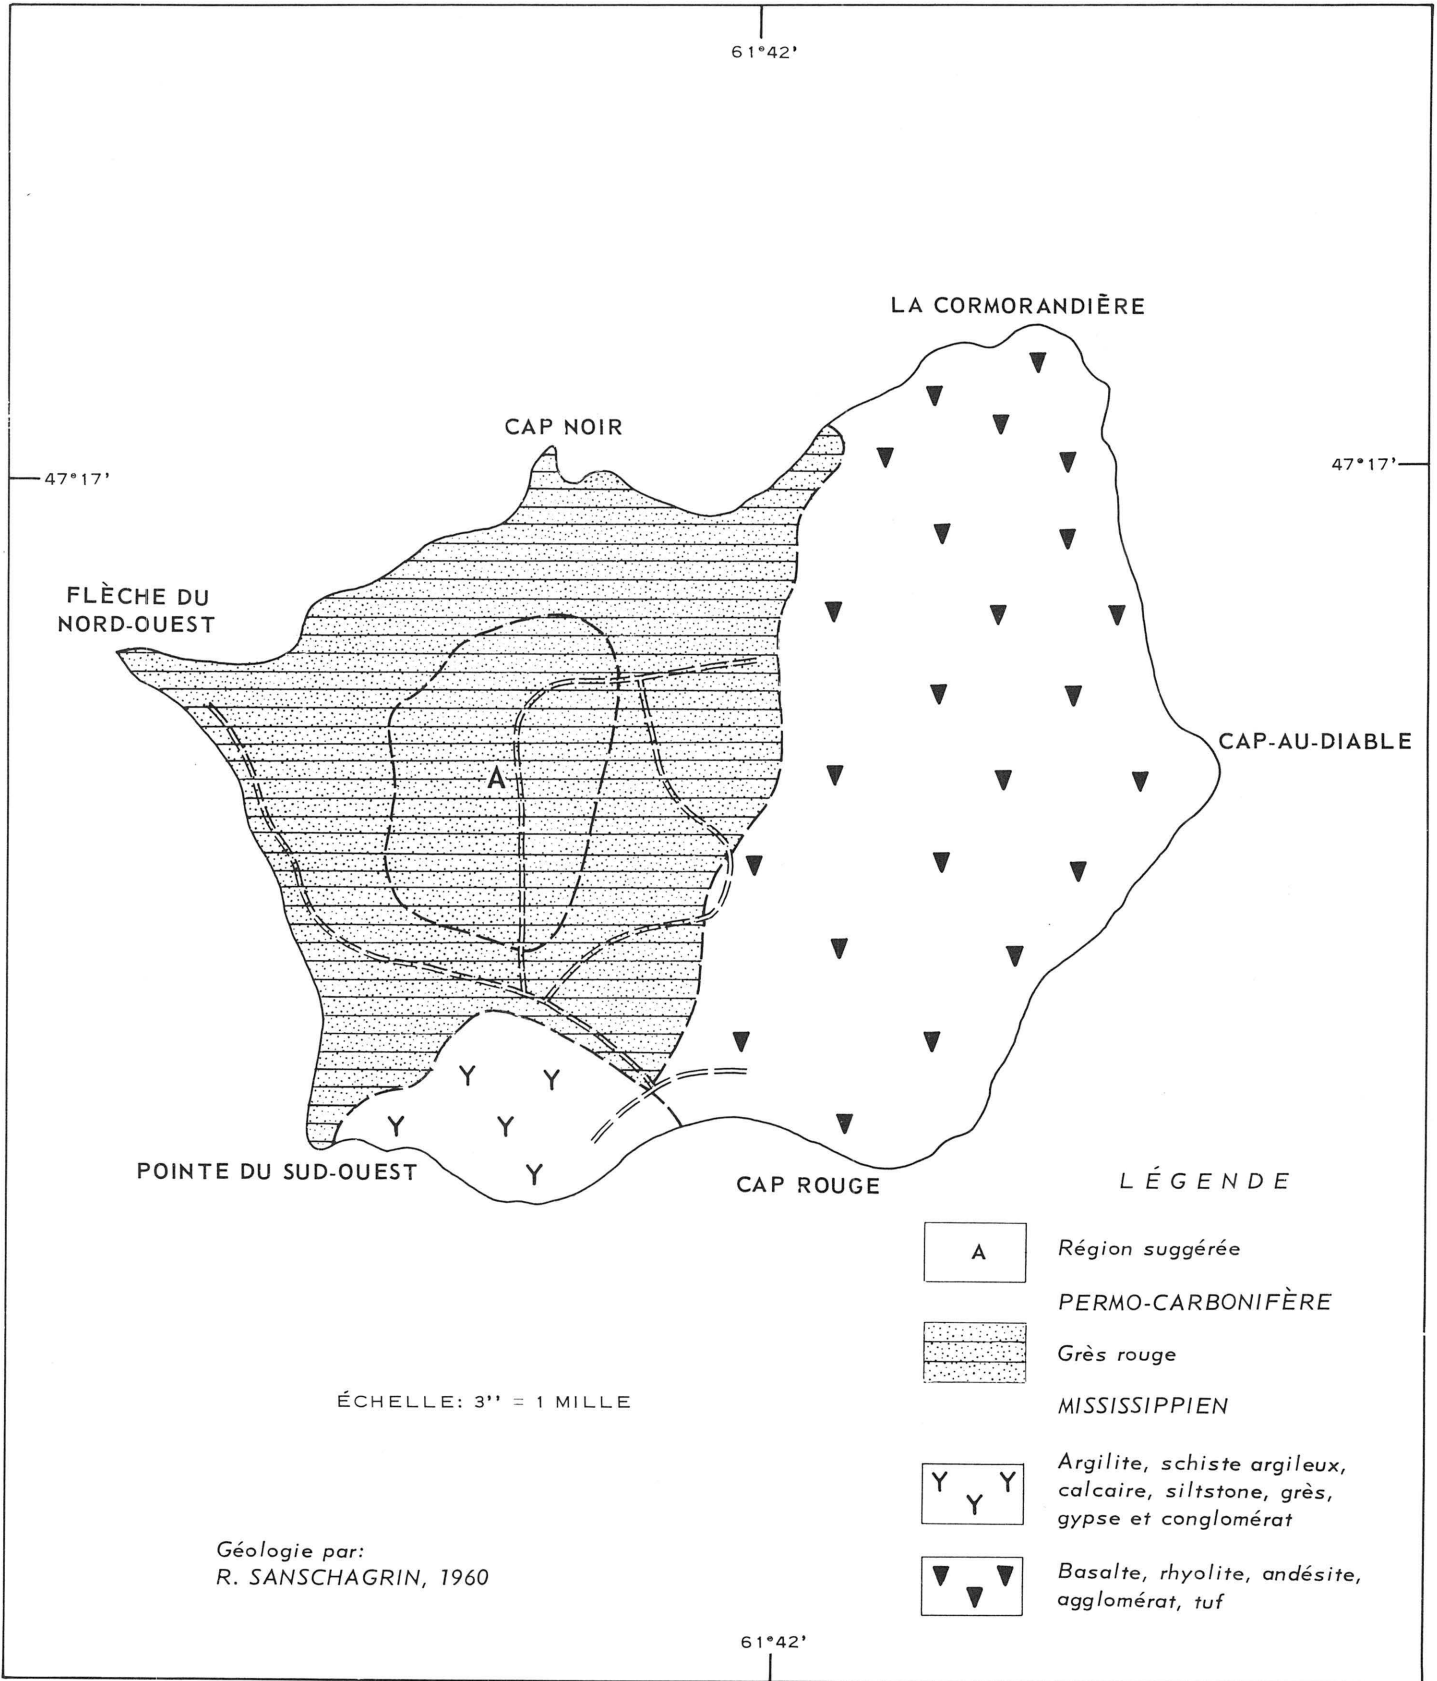 61°42'
LA CORMORANDIÈRE
CAP NOIR
47°17'
47°17'
FLÈCHE DU
NORD-OUEST
CAP-AU-DIABLE
A
Y Y
Y Y
Y
POINTE DU SUD-OUEST
CAP ROUGE
LÉGENDE
A
Région suggérée
PERMO-CARBONIFÈRE
Grès rouge
ÉCHELLE: 3'' = 1 MILLE
MISSISSIPPIEN
Y Y
Y
Argilite, schiste argileux,
calcaire, siltstone, grès,
gypse et conglomérat
Géologie par:
R. SANSCHAGRIN, 1960
Basalte, rhyolite, andésite,
agglomérat, tuf
61°42'